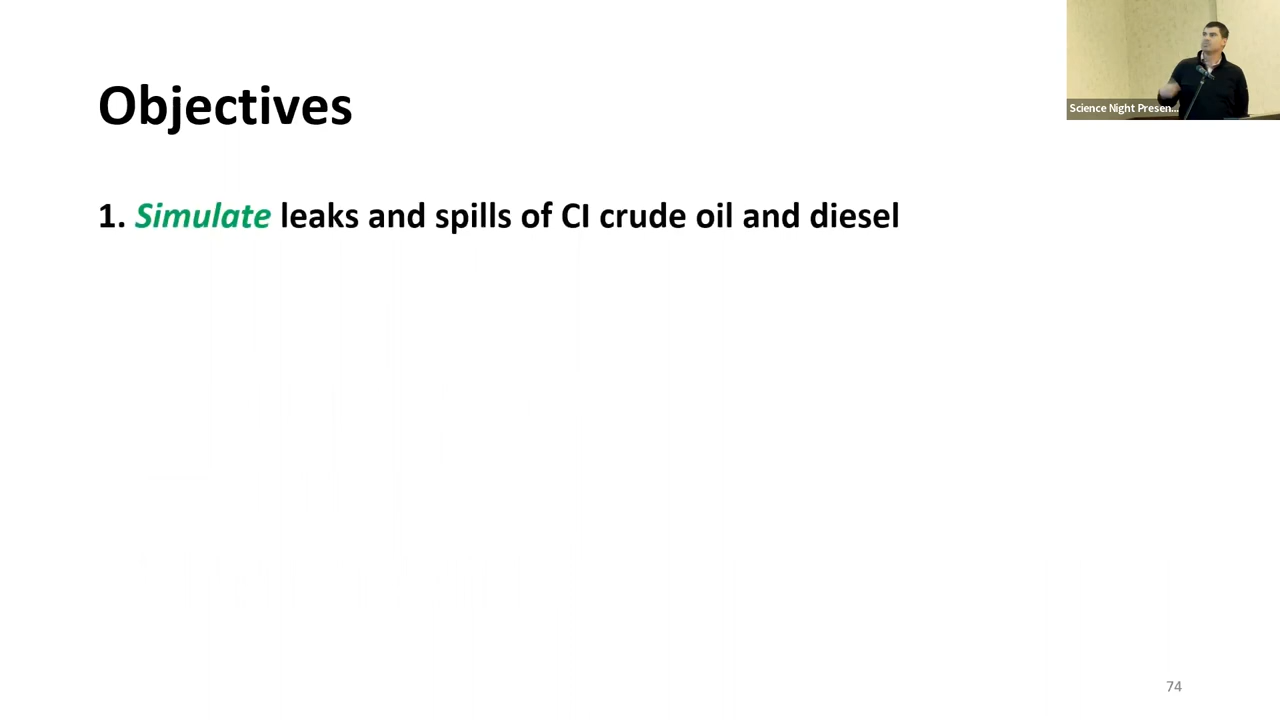 Objectives
1. Simulate leaks and spills of CI crude oil and diesel
Science Night Presen...
74